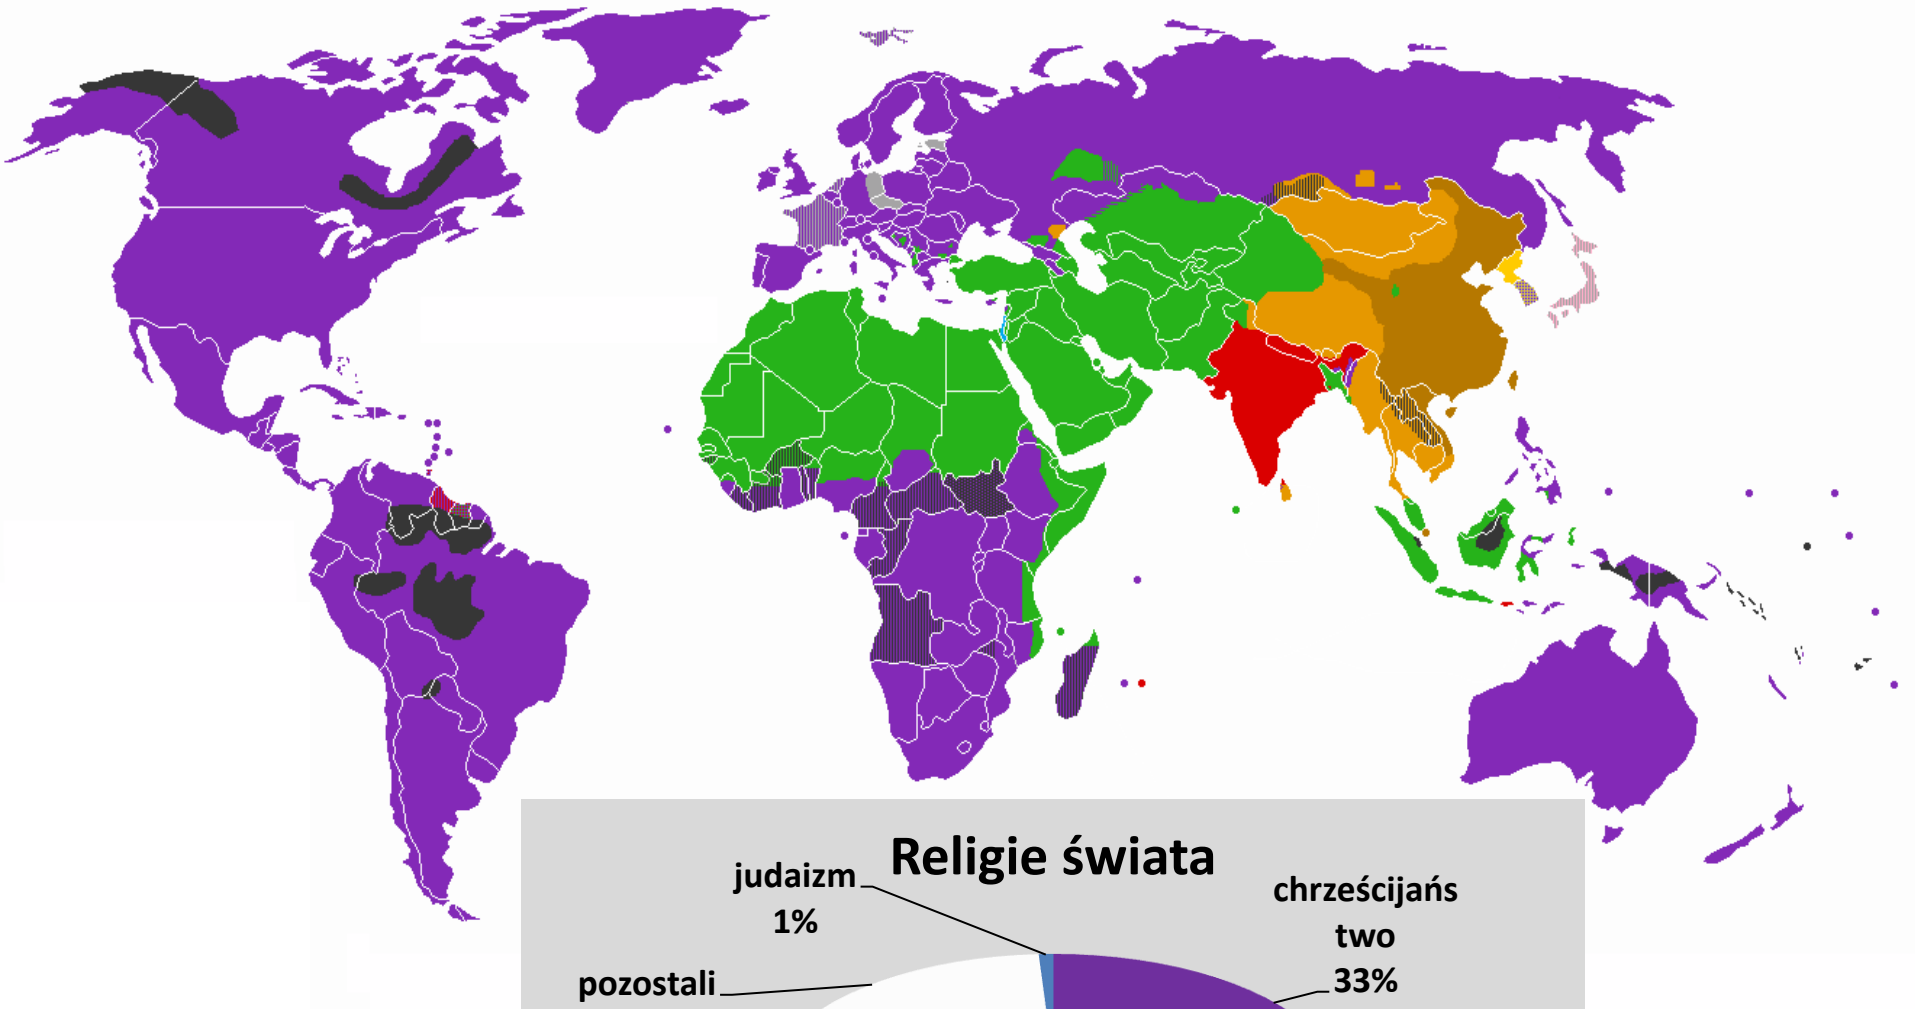 Religie świata
judaizm
1%
chrześcijańs
two
33%
pozostali